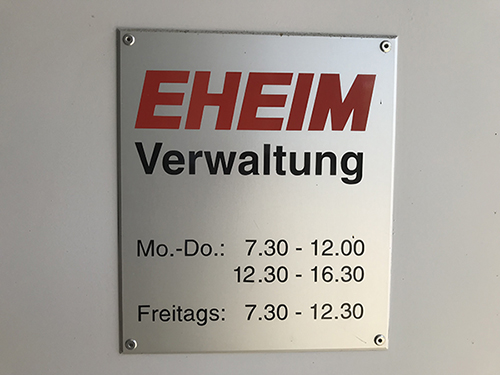 EHEIM
Verwaltung
Mo.-Do.: 7.30 - 12.00
12.30 - 16.30
Freitags: 7.30 - 12.30